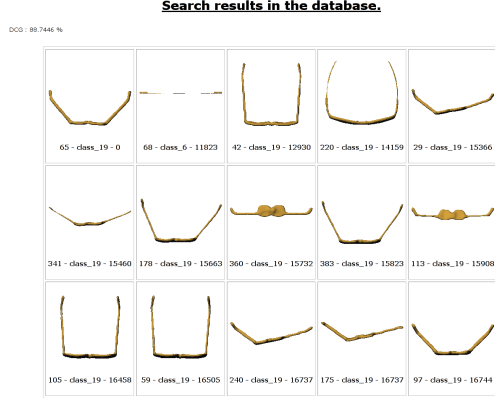 Search results in the database.
DCG : 89.7446 %
65 - class_19 - 0
68 - class_6 - 11823
42 - class_19 - 12930
220 - class_19 - 14159
29 - class_19 - 15366
341 - class_19 - 15460
178 - class_19 - 15663
360 - class_19 - 15732
383 - class_19 - 15823
113 - class_19 - 15908
105 - class_19 - 16458
59 - class_19 - 16505
240 - class_19 - 16737
175 - class_19 - 16737
97 - class_19 - 16744